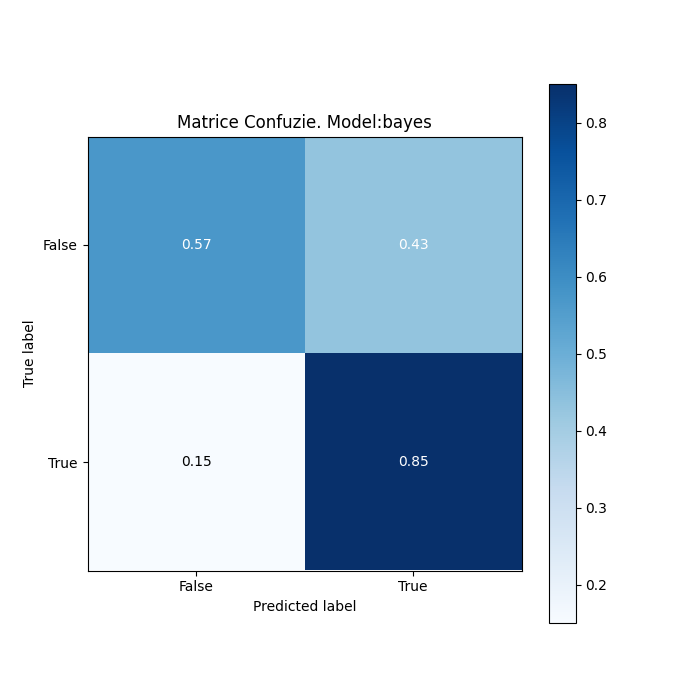 Matrice Confuzie. Model:bayes
True label
False
0.57
0.43
True
0.15
0.85
False
True
Predicted label
0.8
0.7
0.6
0.5
0.4
0.3
0.2